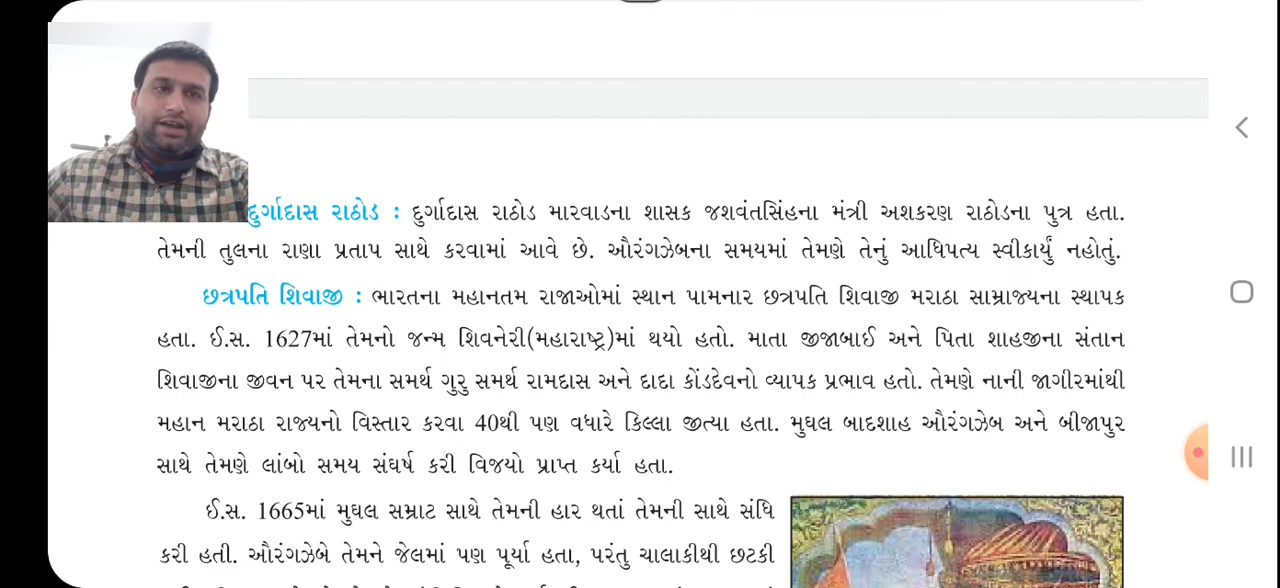 દુર્ગાદાસ રાઠોડ : દુર્ગાદાસ રાઠોડ મારવાડના શાસક જશવંતસિંહના મંત્રી અશકરણ રાઠોડના પુત્ર હતા.
તેમની તુલના રાણા પ્રતાપ સાથે કરવામાં આવે છે. ઔરંગઝેબના સમયમાં તેમણે તેનું આધિપત્ય સ્વીકાર્યું નહોતું.
છત્રપતિ શિવાજી : ભારતના મહાનતમ રાજાઓમાં સ્થાન પામનાર છત્રપતિ શિવાજી મરાઠા સામ્રાજ્યના સ્થાપક
હતા. ઈ.સ. 1627માં તેમનો જન્મ શિવનેરી(મહારાષ્ટ્ર)માં થયો હતો. માતા જીજાબાઈ અને પિતા શાહજીના સંતાન
શિવાજીના જીવન પર તેમના સમર્થ ગુરુ સમર્થ રામદાસ અને દાદા કોંડદેવનો વ્યાપક પ્રભાવ હતો. તેમણે નાની જાગીરમાંથી
મહાન મરાઠા રાજ્યનો વિસ્તાર કરવા 40થી પણ વધારે કિલ્લા જીત્યા હતા. મુઘલ બાદશાહ ઔરંગઝેબ અને બીજાપુર
સાથે તેમણે લાંબો સમય સંઘર્ષ કરી વિજયો પ્રાપ્ત કર્યા હતા.
ઈ.સ. 1665માં મુઘલ સમ્રાટ સાથે તેમની હાર થતાં તેમની સાથે સંધિ
કરી હતી. ઔરંગઝેબે તેમને જેલમાં પણ પૂર્યા હતા, પરંતુ ચાલાકીથી છટકી